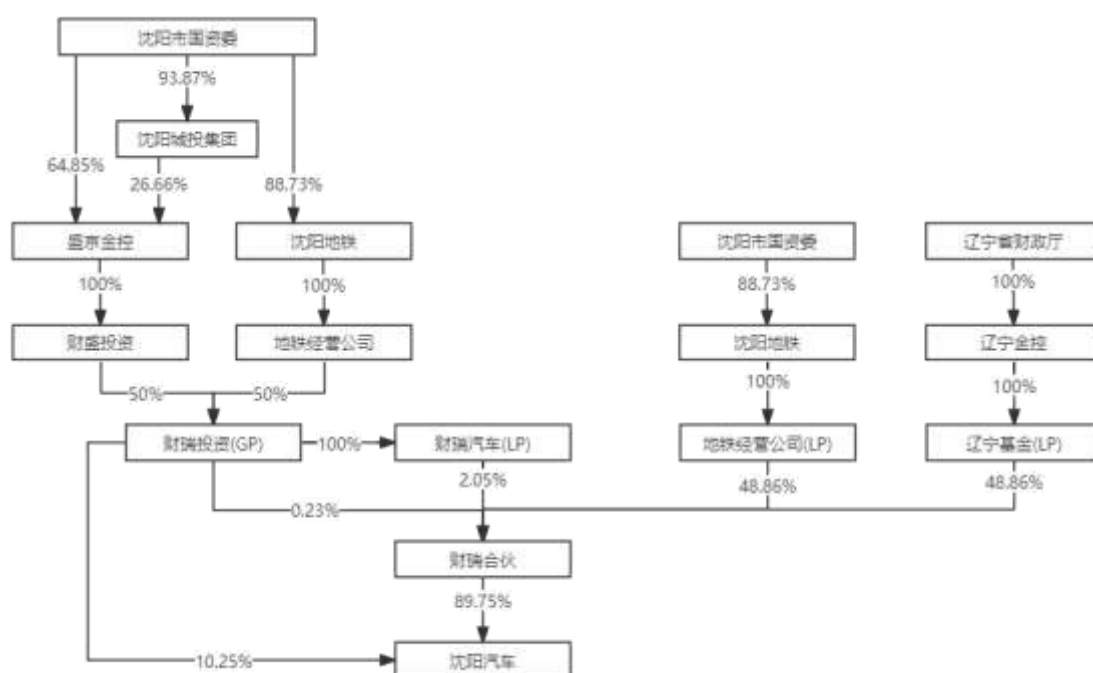 沈阳市国资委
93.87%
沈阳城投集团
64.85%
26.66%
88.73%
盛京金控
沈阳地铁
沈阳市国资委
辽宁省财政厅
100%
100%
88.73%
100%
财盛投资
地铁经营公司
沈阳地铁
辽宁金控
100%
100%
50%
50%
财瑞投资(GP)
100%
财瑞汽车(LP)
地铁经营公司(LP)
辽宁基金(LP)
2.05%
48.86%
48.86%
0.23%
财瑞合伙
89.75%
10.25%
沈阳汽车